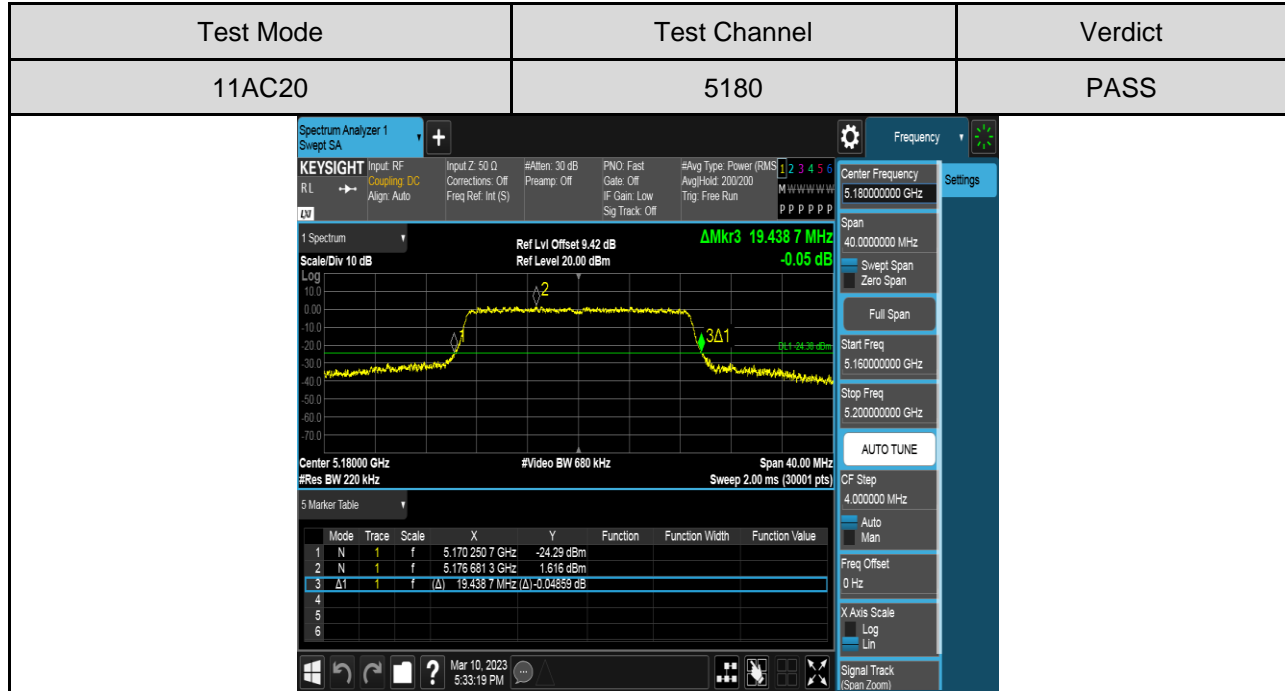 Test Mode Test Channel Verdict
11AC20 5180 PASS
Spectrum Analyzer 1
Swept SA
+
Frequency
KEYSIGHT
RL
LXI
Input: RF
Coupling: DC
Align: Auto
Input Z: 50 Ω
Corrections: Off
Freq Ref: Int (S)
#Atten: 30 dB
Preamp: Off
PNO: Fast
Gate: Off
IF Gain: Low
Sig Track: Off
#Avg Type: Power (RMS
Avg|Hold: 200/200
Trig: Free Run
1 2 3 4 5 6
M W W W W W
P P P P P P
1 Spectrum
Scale/Div 10 dB
Ref Lvl Offset 9.42 dB
Ref Level 20.00 dBm
ΔMkr3 19.438 7 MHz
-0.05 dB
Log
10.0
0.00
-10.0
-20.0
-30.0
-40.0
-50.0
-60.0
-70.0
2
1
3Δ1
DL1 -24.38 dBm
Center 5.18000 GHz #Video BW 680 kHz Span 40.00 MHz
#Res BW 220 kHz Sweep 2.00 ms (30001 pts)
5 Marker Table
Mode Trace Scale X Y Function Function Width Function Value
1 N 1 f 5.170 250 7 GHz -24.29 dBm
2 N 1 f 5.176 681 3 GHz 1.616 dBm
3 Δ1 1 f (Δ) 19.438 7 MHz (Δ) -0.04859 dB
4
5
6
Center Frequency
5.180000000 GHz
Settings
Span
40.0000000 MHz
Swept Span
Zero Span
Full Span
Start Freq
5.160000000 GHz
Stop Freq
5.200000000 GHz
AUTO TUNE
CF Step
4.000000 MHz
Auto
Man
Freq Offset
0 Hz
X Axis Scale
Log
Lin
Signal Track
(Span Zoom)
?
Mar 10, 2023
5:33:19 PM